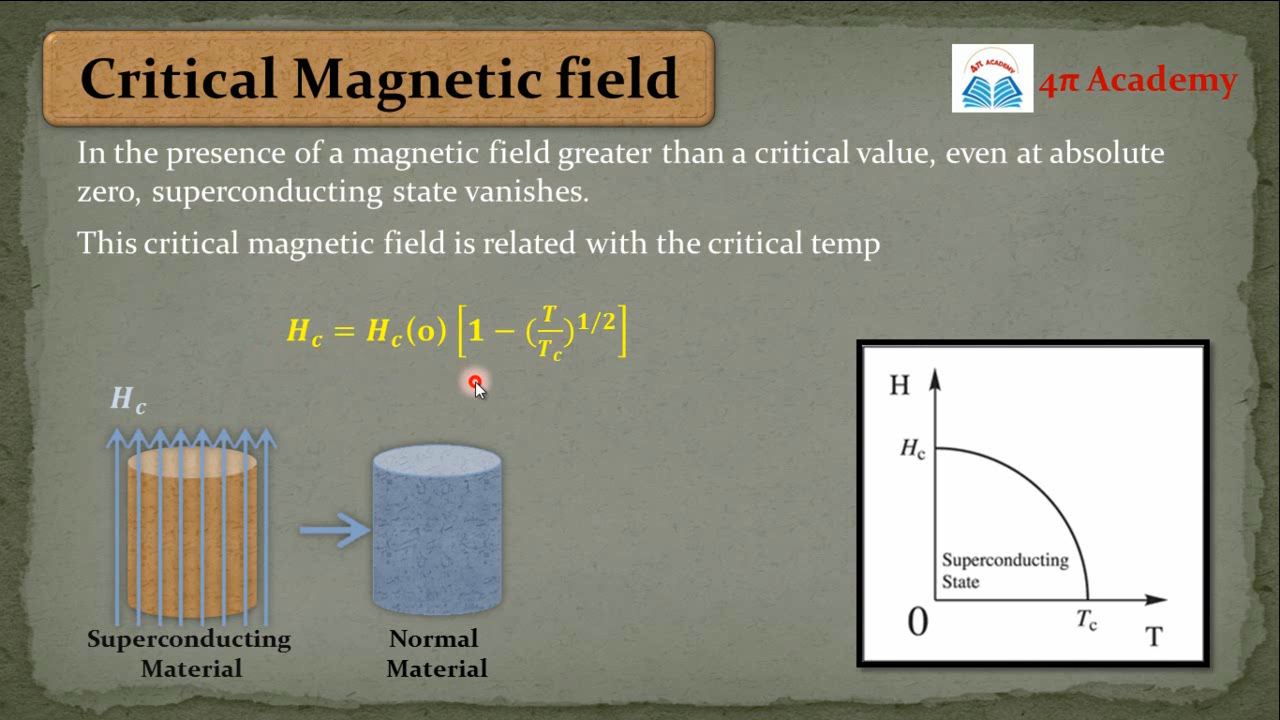 Critical Magnetic field
4π ACADEMY
4π Academy
In the presence of a magnetic field greater than a critical value, even at absolute
zero, superconducting state vanishes.
This critical magnetic field is related with the critical temp
H_c = H_c(o) [1 − (T/T_c)^{1/2}]
H_c
Superconducting
Material
Normal
Material
H
H_c
Superconducting
State
O
T_c
T